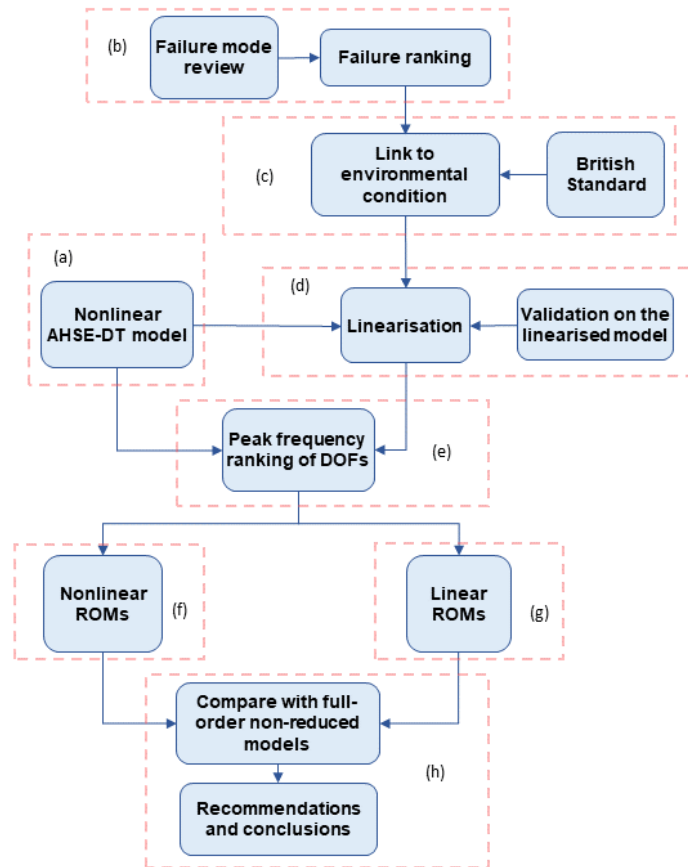 (b)
Failure mode
review
Failure ranking
(c)
Link to
environmental
condition
British
Standard
(a)
Nonlinear
AHSE-DT model
(d)
Linearisation
Validation on the
linearised model
Peak frequency
ranking of DOFs
(e)
Nonlinear
ROMs
(f)
Linear
ROMs
(g)
Compare with full-
order non-reduced
models
(h)
Recommendations
and conclusions